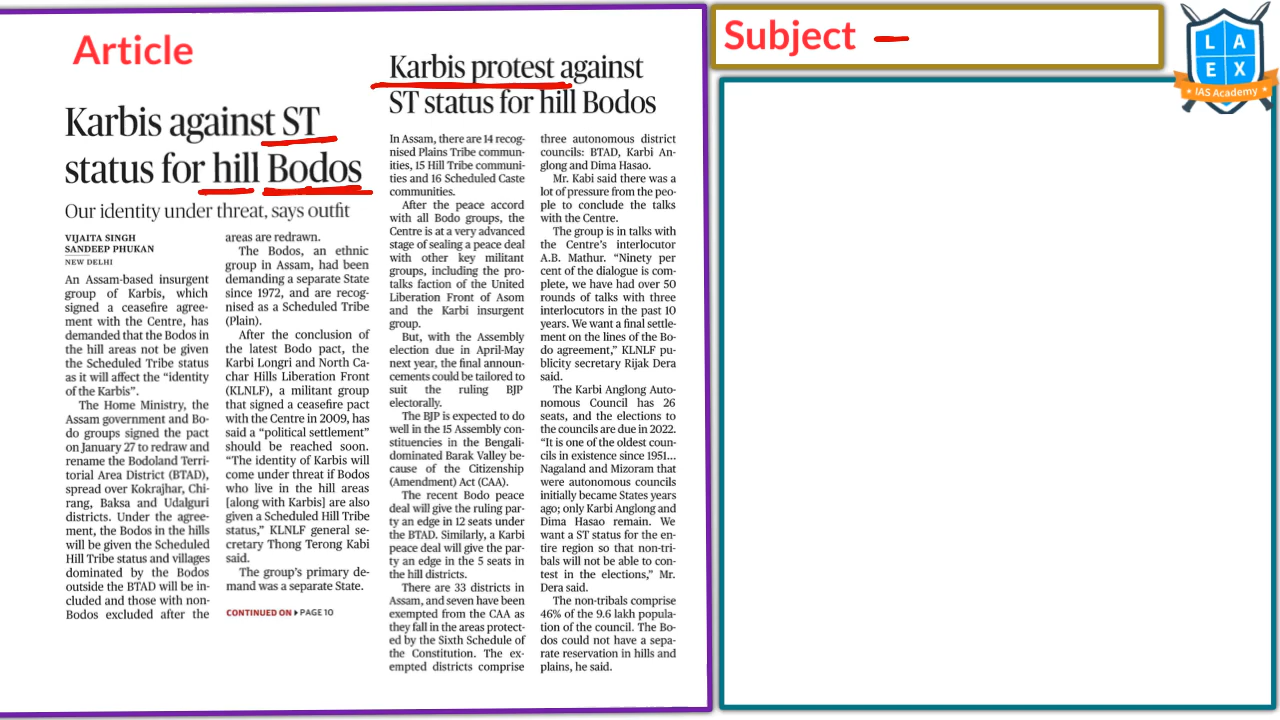 Article
Karbis against ST
status for hill Bodos
Our identity under threat, says outfit
VIJAITA SINGH
SANDEEP PHUKAN
NEW DELHI
An Assam-based insurgent
group of Karbis, which
signed a ceasefire agree-
ment with the Centre, has
demanded that the Bodos in
the hill areas not be given
the Scheduled Tribe status
as it will affect the “identity
of the Karbis”.
The Home Ministry, the
Assam government and Bo-
do groups signed the pact
on January 27 to redraw and
rename the Bodoland Terri-
torial Area District (BTAD),
spread over Kokrajhar, Chi-
rang, Baksa and Udalguri
districts. Under the agree-
ment, the Bodos in the hills
will be given the Scheduled
Hill Tribe status and villages
dominated by the Bodos
outside the BTAD will be in-
cluded and those with non-
Bodos excluded after the
areas are redrawn.
The Bodos, an ethnic
group in Assam, had been
demanding a separate State
since 1972, and are recog-
nised as a Scheduled Tribe
(Plain).
After the conclusion of
the latest Bodo pact, the
Karbi Longri and North Ca-
char Hills Liberation Front
(KLNLF), a militant group
that signed a ceasefire pact
with the Centre in 2009, has
said a “political settlement”
should be reached soon.
“The identity of Karbis will
come under threat if Bodos
who live in the hill areas
[along with Karbis] are also
given a Scheduled Hill Tribe
status,” KLNLF general se-
cretary Thong Terong Kabi
said.
The group’s primary de-
mand was a separate State.
CONTINUED ON ▸ PAGE 10
Karbis protest against
ST status for hill Bodos
In Assam, there are 14 recog-
nised Plains Tribe commun-
ities, 15 Hill Tribe communi-
ties and 16 Scheduled Caste
communities.
After the peace accord
with all Bodo groups, the
Centre is at a very advanced
stage of sealing a peace deal
with other key militant
groups, including the pro-
talks faction of the United
Liberation Front of Asom
and the Karbi insurgent
group.
But, with the Assembly
election due in April-May
next year, the final announ-
cements could be tailored to
suit the ruling BJP
electorally.
The BJP is expected to do
well in the 15 Assembly con-
stituencies in the Bengali-
dominated Barak Valley be-
cause of the Citizenship
(Amendment) Act (CAA).
The recent Bodo peace
deal will give the ruling par-
ty an edge in 12 seats under
the BTAD. Similarly, a Karbi
peace deal will give the par-
ty an edge in the 5 seats in
the hill districts.
There are 33 districts in
Assam, and seven have been
exempted from the CAA as
they fall in the areas protect-
ed by the Sixth Schedule of
the Constitution. The ex-
empted districts comprise
three autonomous district
councils: BTAD, Karbi An-
glong and Dima Hasao.
Mr. Kabi said there was a
lot of pressure from the peo-
ple to conclude the talks
with the Centre.
The group is in talks with
the Centre’s interlocutor
A.B. Mathur. “Ninety per
cent of the dialogue is com-
plete, we have had over 50
rounds of talks with three
interlocutors in the past 10
years. We want a final settle-
ment on the lines of the Bo-
do agreement,” KLNLF pu-
blicity secretary Rijak Dera
said.
The Karbi Anglong Auto-
nomous Council has 26
seats, and the elections to
the councils are due in 2022.
“It is one of the oldest coun-
cils in existence since 1951...
Nagaland and Mizoram that
were autonomous councils
initially became States years
ago; only Karbi Anglong and
Dima Hasao remain. We
want a ST status for the en-
tire region so that non-tri-
bals will not be able to con-
test in the elections,” Mr.
Dera said.
The non-tribals comprise
46% of the 9.6 lakh popula-
tion of the council. The Bo-
dos could not have a sepa-
rate reservation in hills and
plains, he said.
Subject
L A
E X
IAS Academy